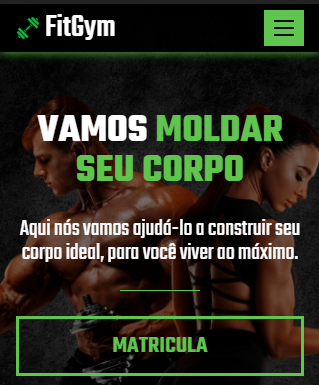 FitGym
VAMOS MOLDAR
SEU CORPO
Aqui nós vamos ajudá-lo a construir seu
corpo ideal, para você viver ao máximo.
MATRICULA